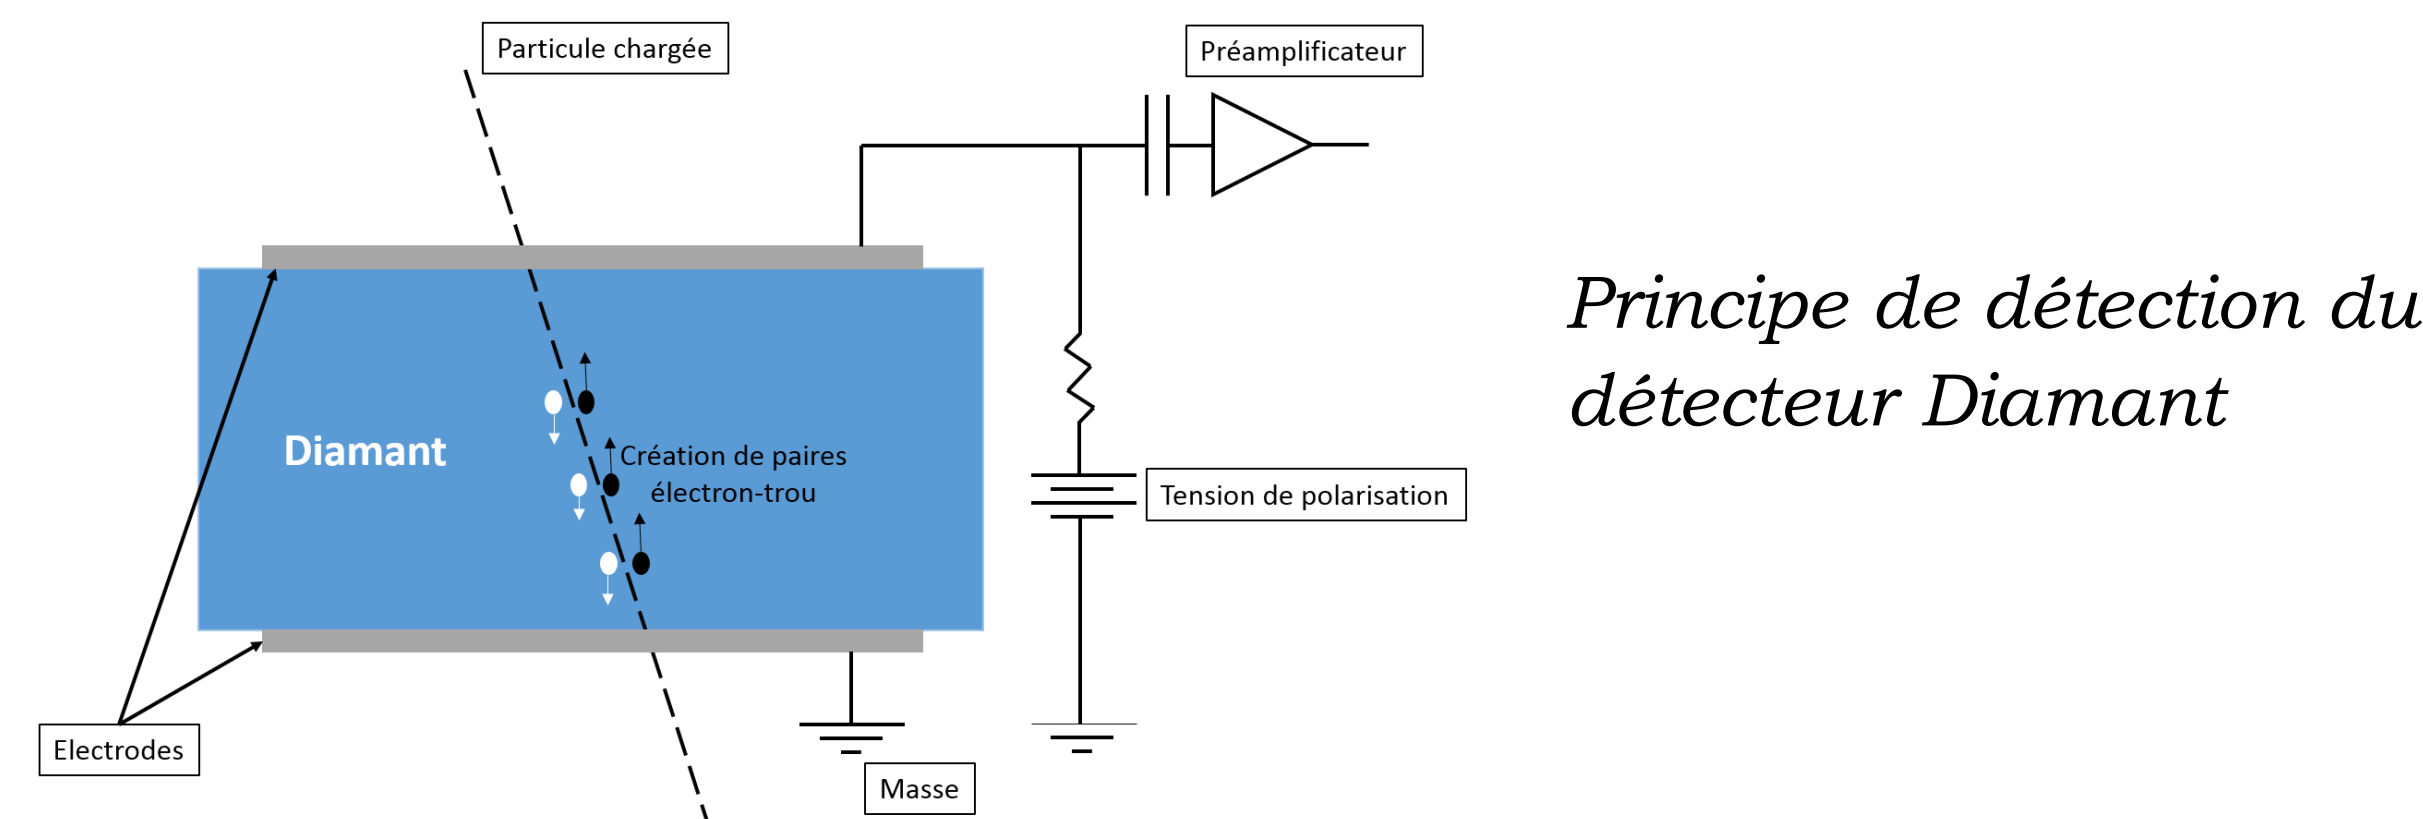 Particule chargée
Préamplificateur
Principe de détection du
détecteur Diamant
Diamant
Création de paires
électron-trou
Tension de polarisation
Electrodes
Masse